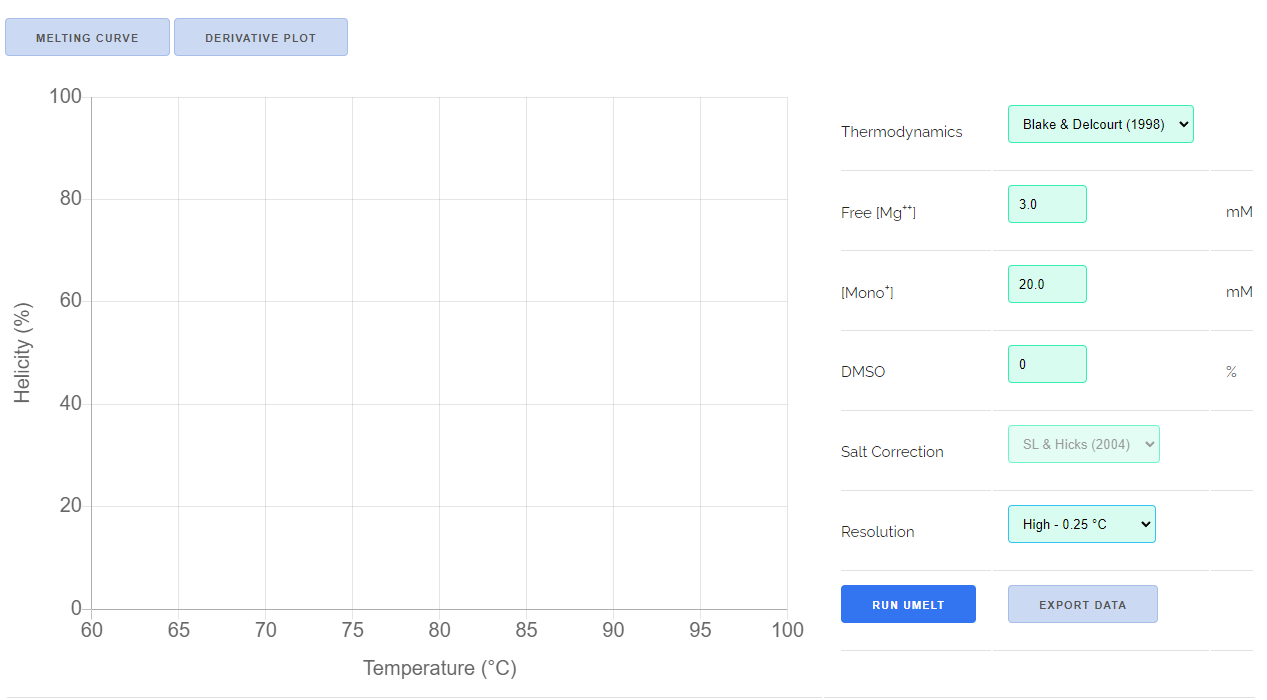 MELTING CURVE
DERIVATIVE PLOT
100
80
60
40
20
0
Helicity (%)
60 65 70 75 80 85 90 95 100
Temperature (°C)
Thermodynamics Blake & Delcourt (1998)
Free [Mg⁺⁺] 3.0 mM
[Mono⁺] 20.0 mM
DMSO 0 %
Salt Correction SL & Hicks (2004)
Resolution High - 0.25 °C
RUN UMELT
EXPORT DATA